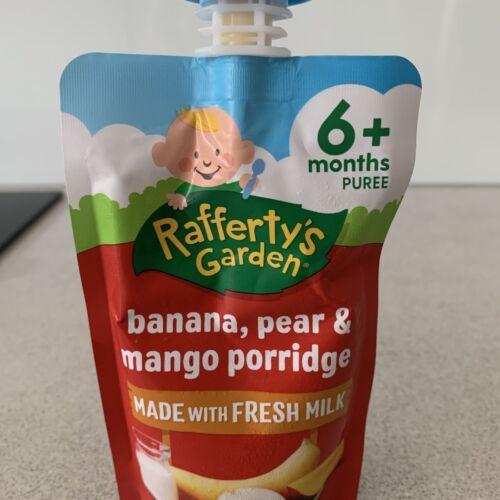 6+
months
PUREE
Rafferty's
Garden
banana, pear &
mango porridge
MADE WITH FRESH MILK